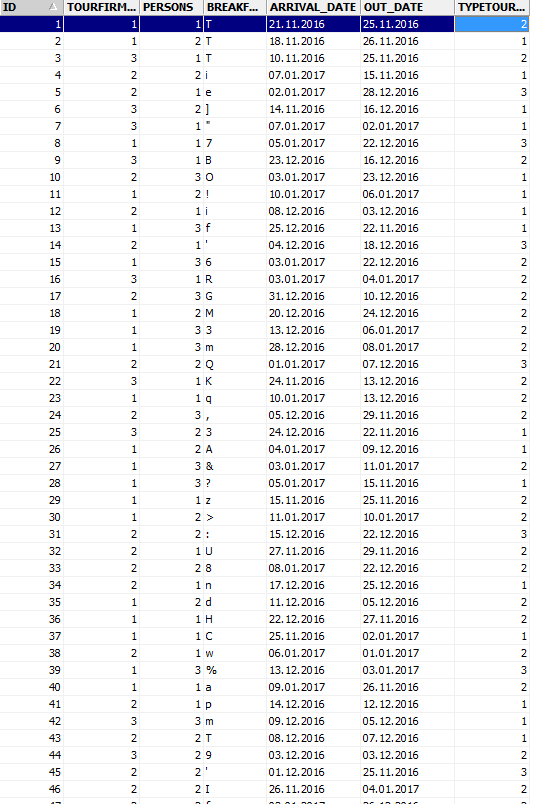 ID TOURFIRM... PERSONS BREAKF... ARRIVAL_DATE OUT_DATE TYPETOUR...
1 1 1 T 21.11.2016 25.11.2016 2
2 1 2 T 18.11.2016 26.11.2016 1
3 3 1 T 10.11.2016 25.11.2016 2
4 2 2 i 07.01.2017 15.11.2016 1
5 2 1 e 02.01.2017 28.12.2016 3
6 3 2 ] 14.11.2016 16.12.2016 1
7 3 1 " 07.01.2017 02.01.2017 1
8 1 1 7 05.01.2017 22.12.2016 3
9 3 1 B 23.12.2016 16.12.2016 2
10 2 3 O 03.01.2017 23.12.2016 1
11 1 2 ! 10.01.2017 06.01.2017 1
12 2 1 i 08.12.2016 03.12.2016 1
13 1 3 f 25.12.2016 22.11.2016 1
14 2 1 ' 04.12.2016 18.12.2016 3
15 1 3 6 03.01.2017 22.12.2016 2
16 3 1 R 03.01.2017 04.01.2017 2
17 2 3 G 31.12.2016 10.12.2016 2
18 1 2 M 20.12.2016 24.12.2016 2
19 1 3 3 13.12.2016 06.01.2017 2
20 1 3 m 28.12.2016 08.01.2017 2
21 2 2 Q 01.01.2017 07.12.2016 3
22 3 1 K 24.11.2016 13.12.2016 2
23 1 1 q 10.01.2017 13.12.2016 2
24 2 3 , 05.12.2016 29.11.2016 2
25 3 2 3 24.12.2016 22.11.2016 1
26 1 2 A 04.01.2017 09.12.2016 1
27 1 3 & 03.01.2017 11.01.2017 2
28 1 3 ? 05.01.2017 15.11.2016 1
29 1 1 z 15.11.2016 25.11.2016 2
30 1 2 > 11.01.2017 10.01.2017 2
31 2 2 : 15.12.2016 22.12.2016 3
32 2 1 U 27.11.2016 29.11.2016 2
33 2 2 8 08.01.2017 22.12.2016 2
34 2 1 n 17.12.2016 25.12.2016 1
35 1 2 d 11.12.2016 05.12.2016 2
36 1 1 H 22.12.2016 27.11.2016 2
37 1 1 C 25.11.2016 02.01.2017 1
38 2 1 w 06.01.2017 01.01.2017 2
39 1 3 % 13.12.2016 03.01.2017 3
40 1 1 a 09.01.2017 26.11.2016 2
41 2 1 p 14.12.2016 12.12.2016 1
42 3 3 m 09.12.2016 05.12.2016 1
43 2 2 T 08.12.2016 07.12.2016 1
44 3 2 9 03.12.2016 03.12.2016 2
45 2 2 ' 01.12.2016 25.11.2016 3
46 2 2 I 26.11.2016 04.01.2017 2